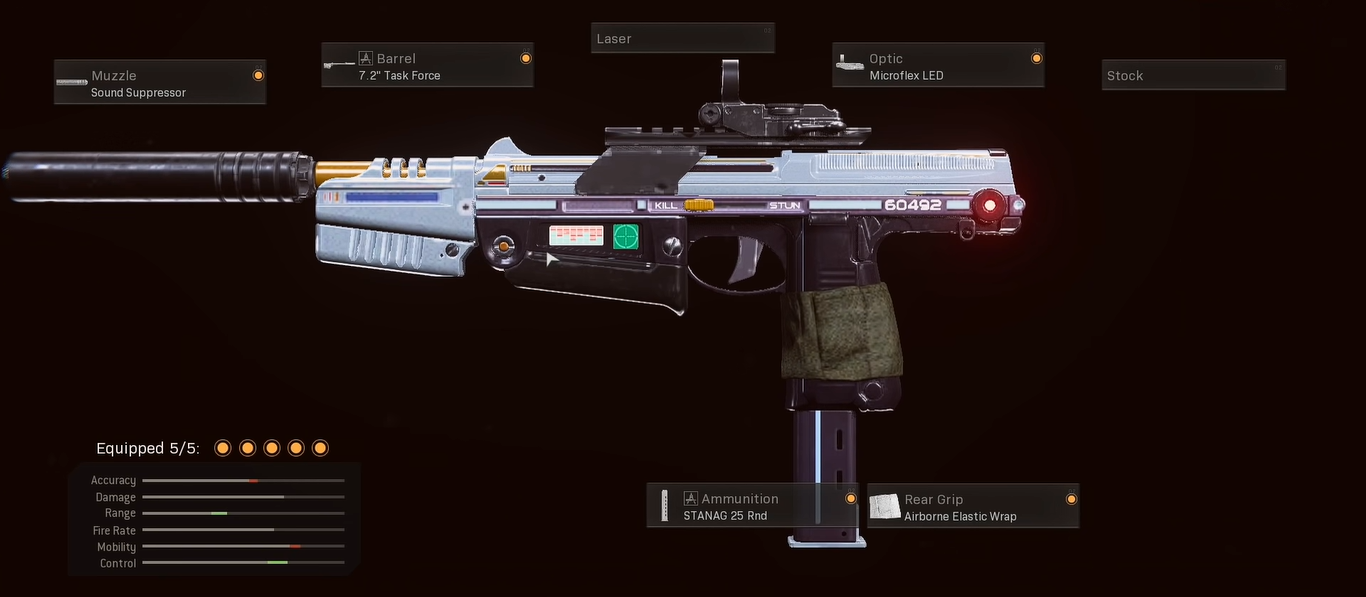 Laser
Muzzle
Sound Suppressor
Barrel
7.2" Task Force
Optic
Microflex LED
Stock
KILL
STUN
60492
Equipped 5/5:
Accuracy
Damage
Range
Fire Rate
Mobility
Control
Ammunition
STANAG 25 Rnd
Rear Grip
Airborne Elastic Wrap